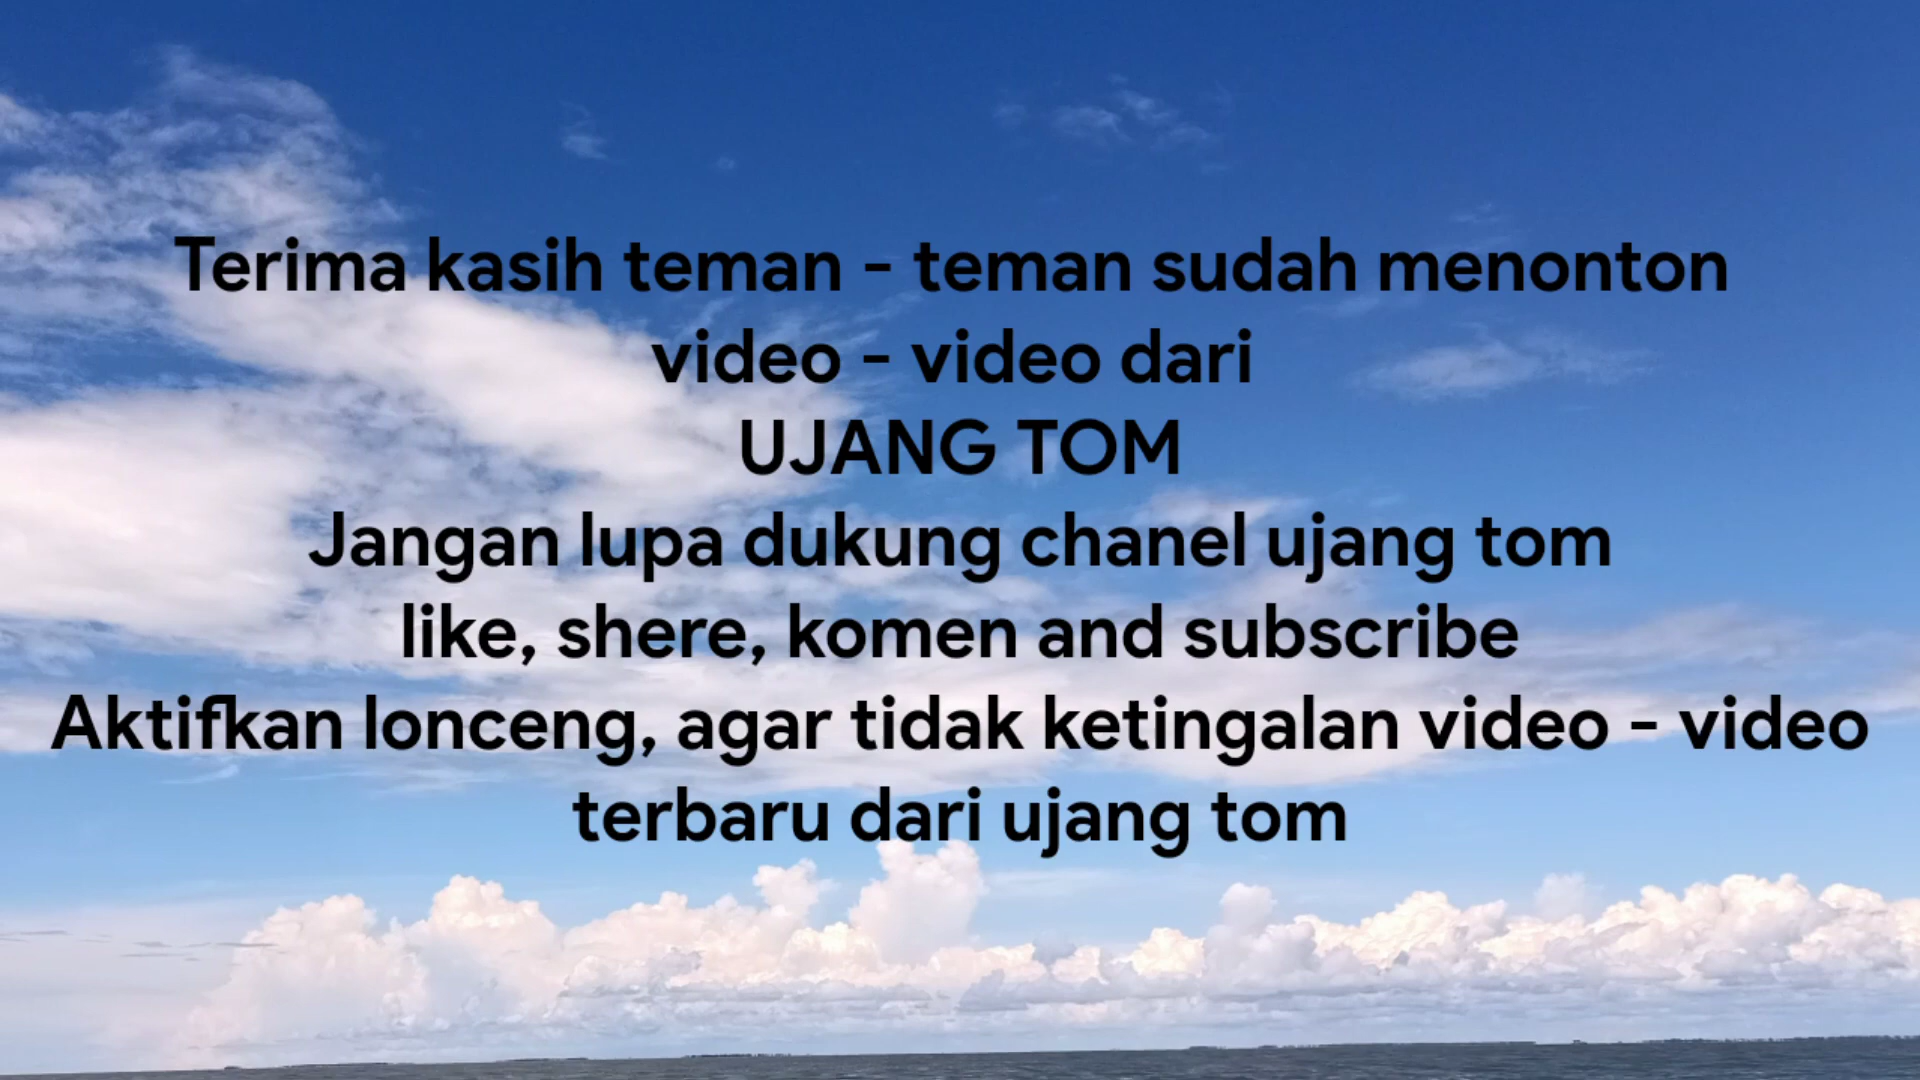 Terima kasih teman - teman sudah menonton
video - video dari
UJANG TOM
Jangan lupa dukung chanel ujang tom
like, shere, komen and subscribe
Aktifkan lonceng, agar tidak ketingalan video - video
terbaru dari ujang tom